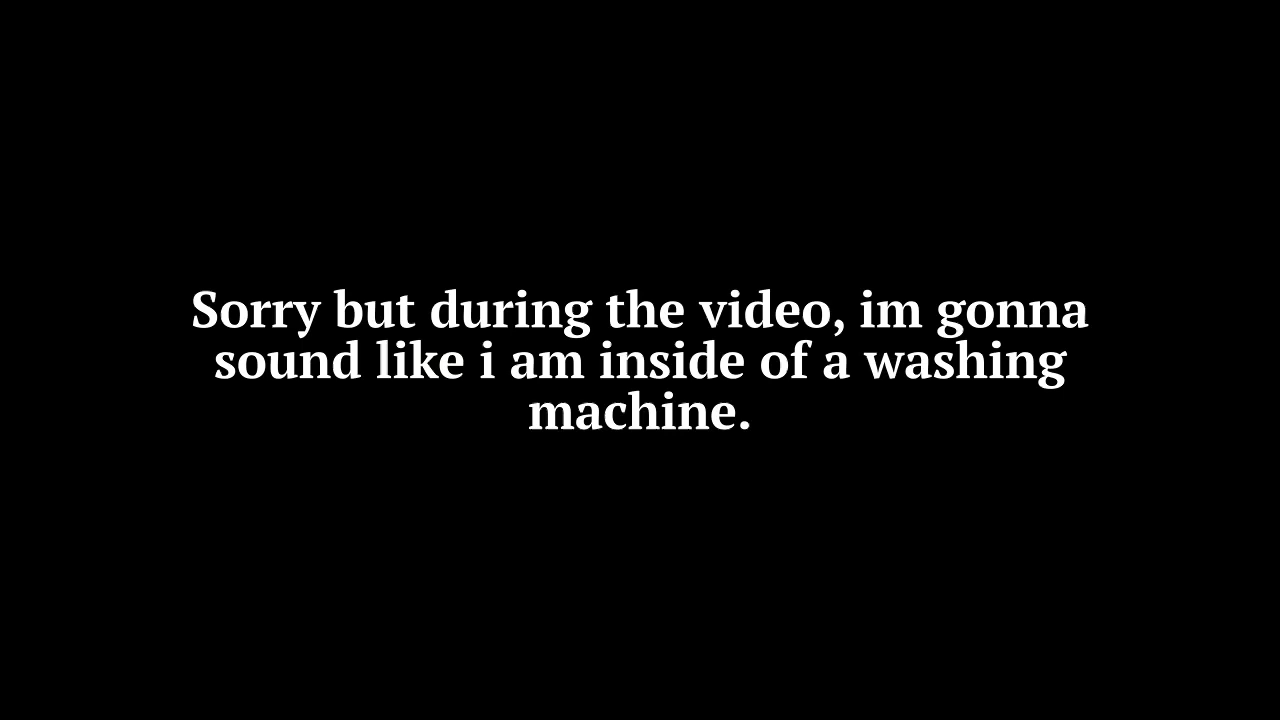 Sorry but during the video, im gonna
sound like i am inside of a washing
machine.